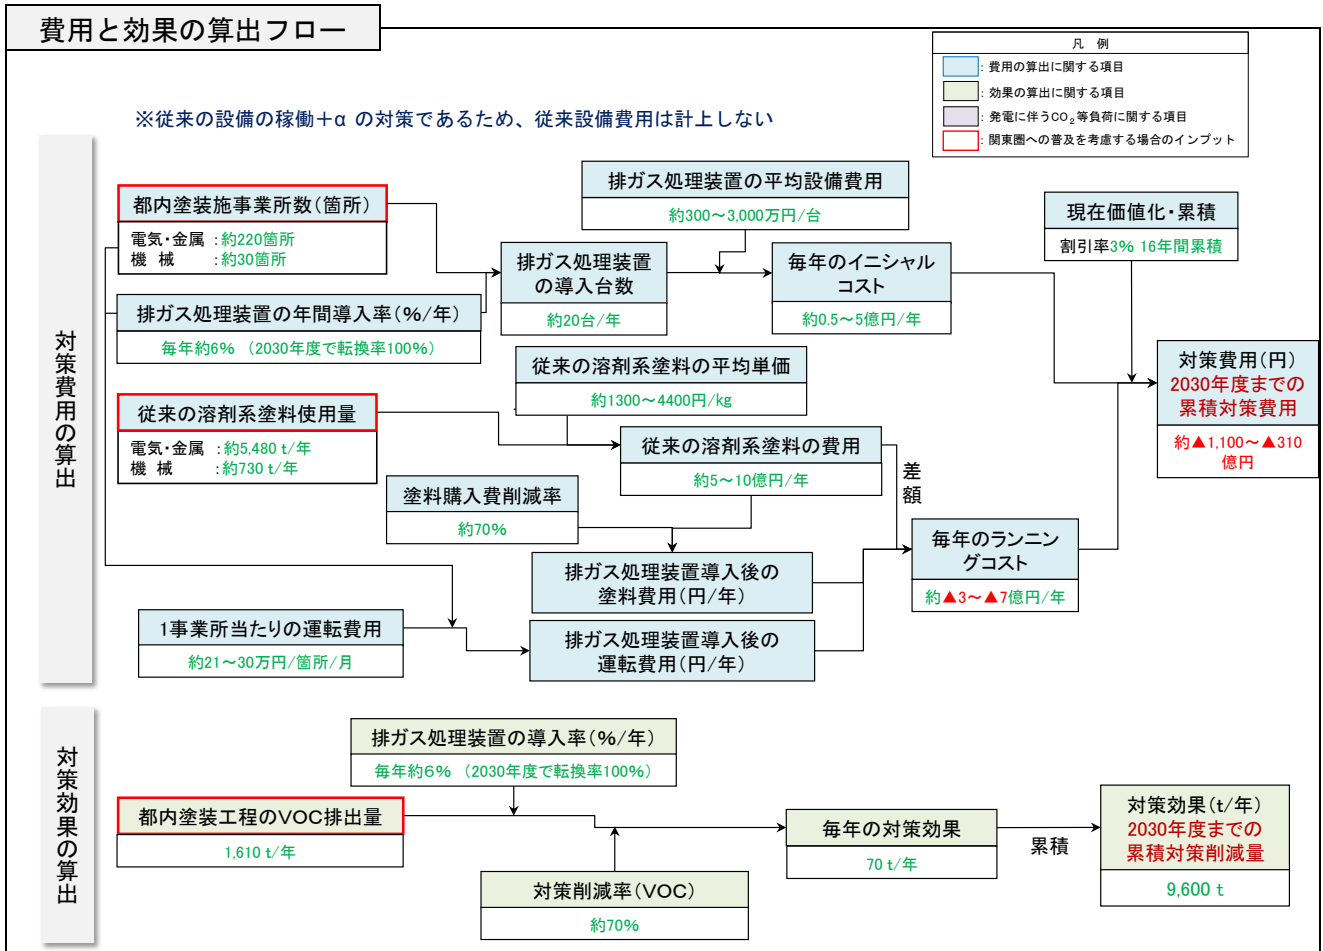 費用と効果の算出フロー
凡 例
：費用の算出に関する項目
：効果の算出に関する項目
：発電に伴うCO₂等負荷に関する項目
：関東圏への普及を考慮する場合のインプット
※従来の設備の稼働＋α の対策であるため、従来設備費用は計上しない
対策費用の算出
都内塗装施事業所数（箇所）
電気・金属 ：約220箇所
機 械 ：約30箇所
排ガス処理装置の年間導入率（％/年）
毎年約6％ （2030年度で転換率100％）
排ガス処理装置の平均設備費用
約300～3,000万円/台
排ガス処理装置
の導入台数
約20台/年
毎年のイニシャル
コスト
約0.5～5億円/年
現在価値化・累積
割引率3％ 16年間累積
従来の溶剤系塗料の平均単価
約1300～4400円/kg
従来の溶剤系塗料使用量
電気・金属 ：約5,480 t/年
機 械 ：約730 t/年
従来の溶剤系塗料の費用
約5～10億円/年
差額
塗料購入費削減率
約70％
排ガス処理装置導入後の
塗料費用（円/年）
毎年のランニン
グコスト
約▲3～▲7億円/年
対策費用（円）
2030年度までの
累積対策費用
約▲1,100～▲310
億円
1事業所当たりの運転費用
約21～30万円/箇所/月
排ガス処理装置導入後の
運転費用（円/年）
対策効果の算出
排ガス処理装置の導入率（％/年）
毎年約６％ （2030年度で転換率100％）
都内塗装工程のVOC排出量
1,610 t/年
対策削減率（VOC）
約70％
毎年の対策効果
70 t/年
累積
対策効果（t/年）
2030年度までの
累積対策削減量
9,600 t